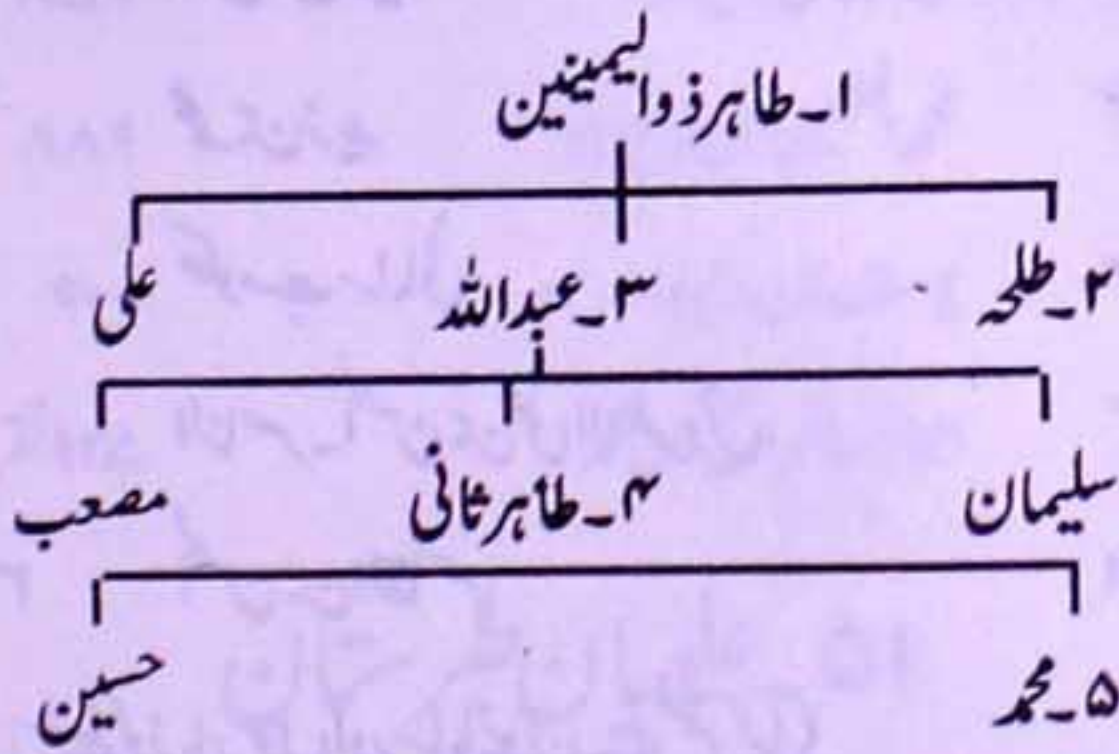 ۱۔ طاہر ذوالیمینین
۲۔ طلحہ ۳۔ عبداللہ علی
سلیمان ۴۔ طاہر ثانی مصعب
۵۔ محمد حسین